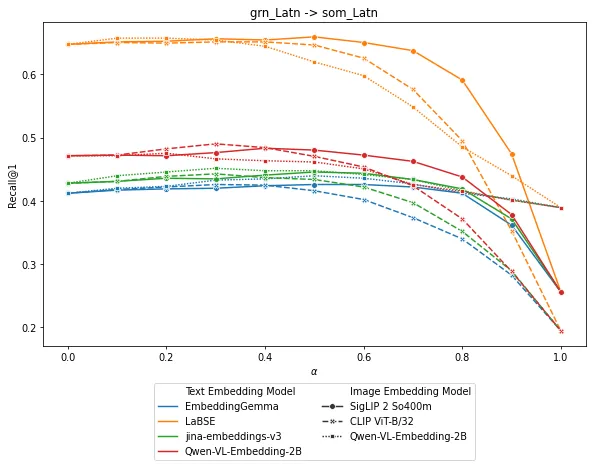 grn_Latn -> som_Latn
Recall@1
0.6
0.5
0.4
0.3
0.2
0.0 0.2 0.4 0.6 0.8 1.0
α
Text Embedding Model Image Embedding Model
EmbeddingGemma SigLIP 2 So400m
LaBSE CLIP ViT-B/32
jina-embeddings-v3 Qwen-VL-Embedding-2B
Qwen-VL-Embedding-2B